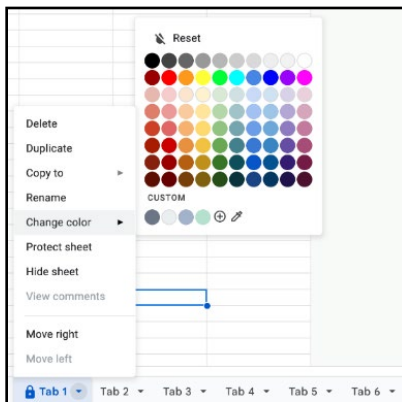 Reset
CUSTOM
Delete
Duplicate
Copy to
Rename
Change color
Protect sheet
Hide sheet
View comments
Move right
Move left
Tab 1 Tab 2 Tab 3 Tab 4 Tab 5 Tab 6